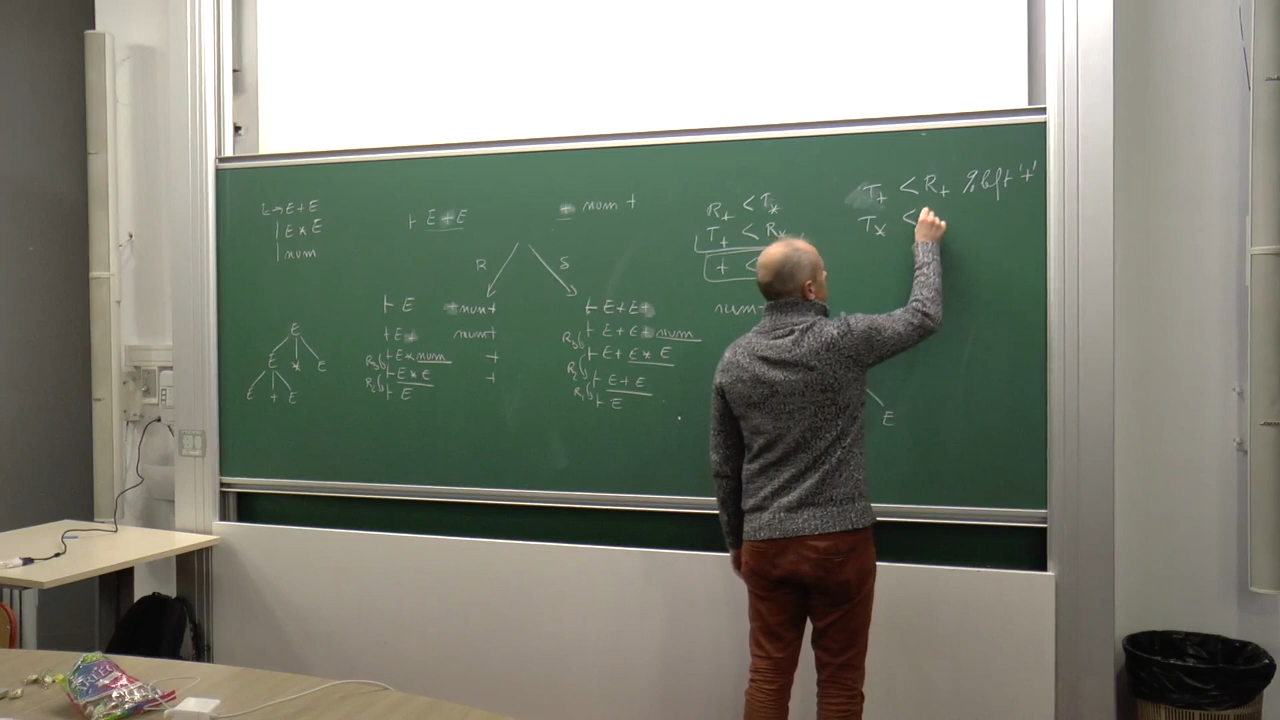 E → E + E
| E * E
| num
⊢ E + E
+ num ⊣
R
S
⊢ E
+ num ⊣
⊢ E *
num ⊣
R3 ⊢ E * num
⊣
R2 ⊢ E * E
⊣
⊢ E
⊢ E + E +
num ⊣
R3 ⊢ E + E * num
R2 ⊢ E + E * E
R1 ⊢ E + E
⊢ E
E
E * E
E + E
R+ < T*
T+ < R*
+ <
E
T+ < R+ %left '+'
T* <